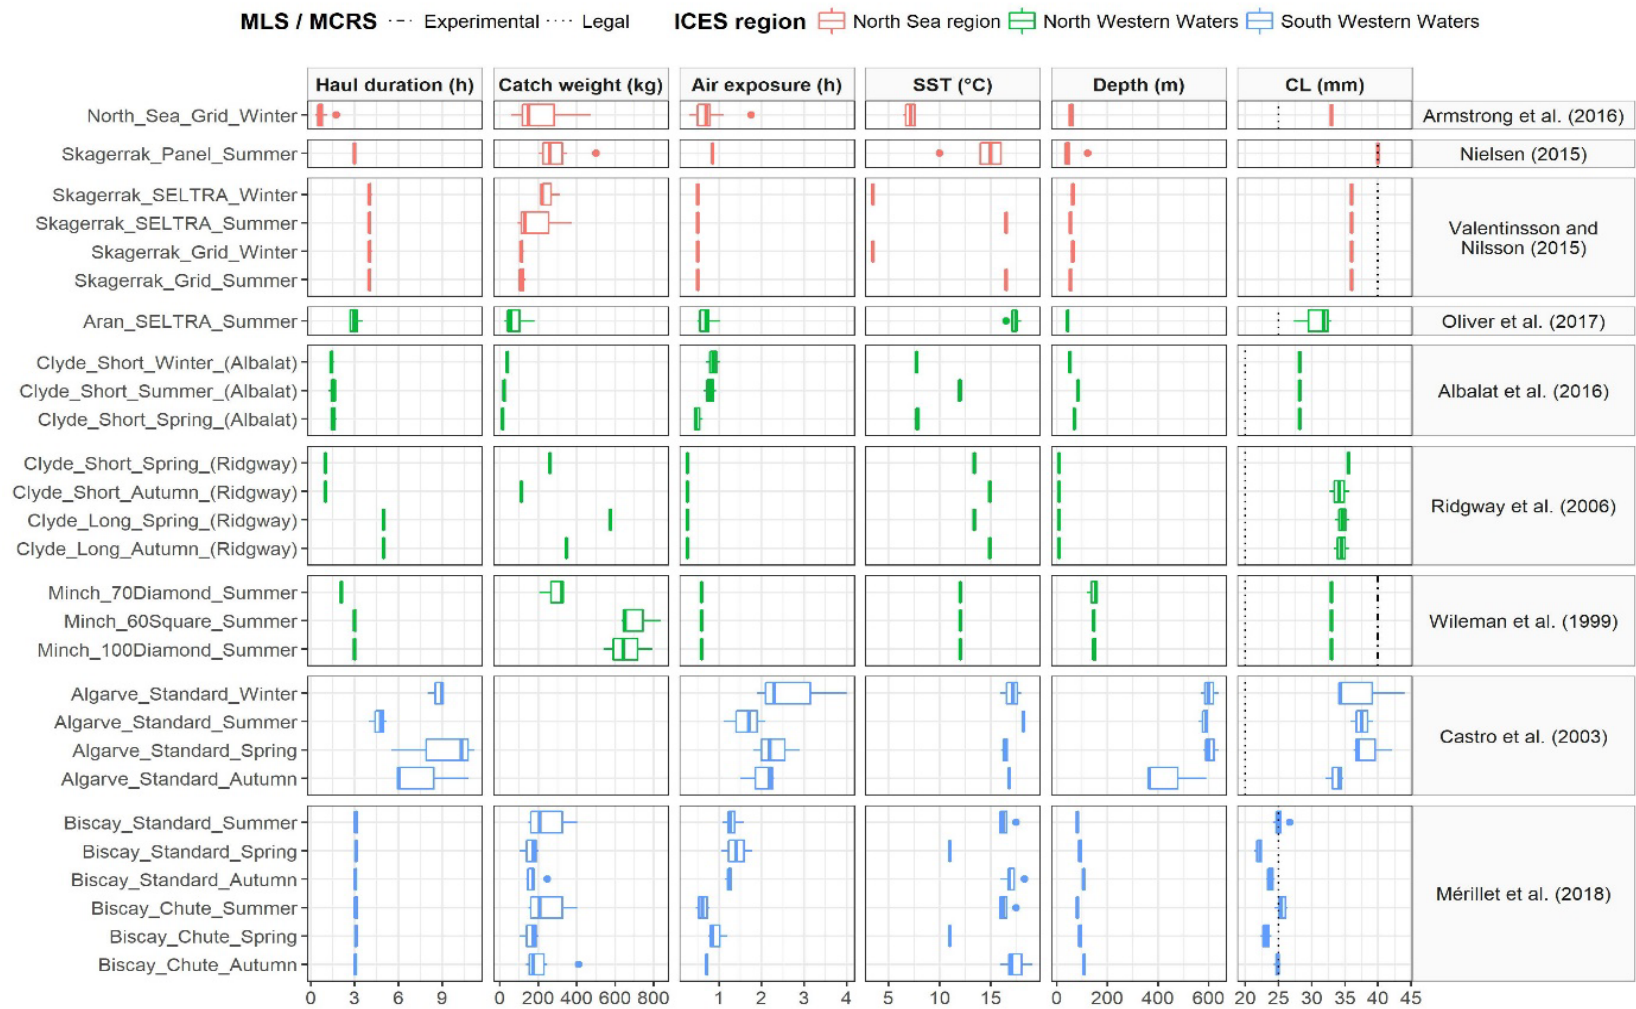 MLS / MCRS Experimental Legal ICES region North Sea region North Western Waters South Western Waters
Haul duration (h) Catch weight (kg) Air exposure (h) SST (°C) Depth (m) CL (mm)
North_Sea_Grid_Winter Armstrong et al. (2016)
Skagerrak_Panel_Summer Nielsen (2015)
Skagerrak_SELTRA_Winter
Skagerrak_SELTRA_Summer
Skagerrak_Grid_Winter
Skagerrak_Grid_Summer
Valentinsson and
Nilsson (2015)
Aran_SELTRA_Summer Oliver et al. (2017)
Clyde_Short_Winter_(Albalat)
Clyde_Short_Summer_(Albalat) Albalat et al. (2016)
Clyde_Short_Spring_(Albalat)
Clyde_Short_Spring_(Ridgway)
Clyde_Short_Autumn_(Ridgway)
Clyde_Long_Spring_(Ridgway)
Clyde_Long_Autumn_(Ridgway)
Ridgway et al. (2006)
Minch_70Diamond_Summer
Minch_60Square_Summer Wileman et al. (1999)
Minch_100Diamond_Summer
Algarve_Standard_Winter
Algarve_Standard_Summer
Algarve_Standard_Spring
Algarve_Standard_Autumn
Castro et al. (2003)
Biscay_Standard_Summer
Biscay_Standard_Spring
Biscay_Standard_Autumn
Biscay_Chute_Summer
Biscay_Chute_Spring
Biscay_Chute_Autumn
Mérillet et al. (2018)
0 3 6 9 0 200 400 600 800 1 2 3 4 5 10 15 0 200 400 600 20 25 30 35 40 45